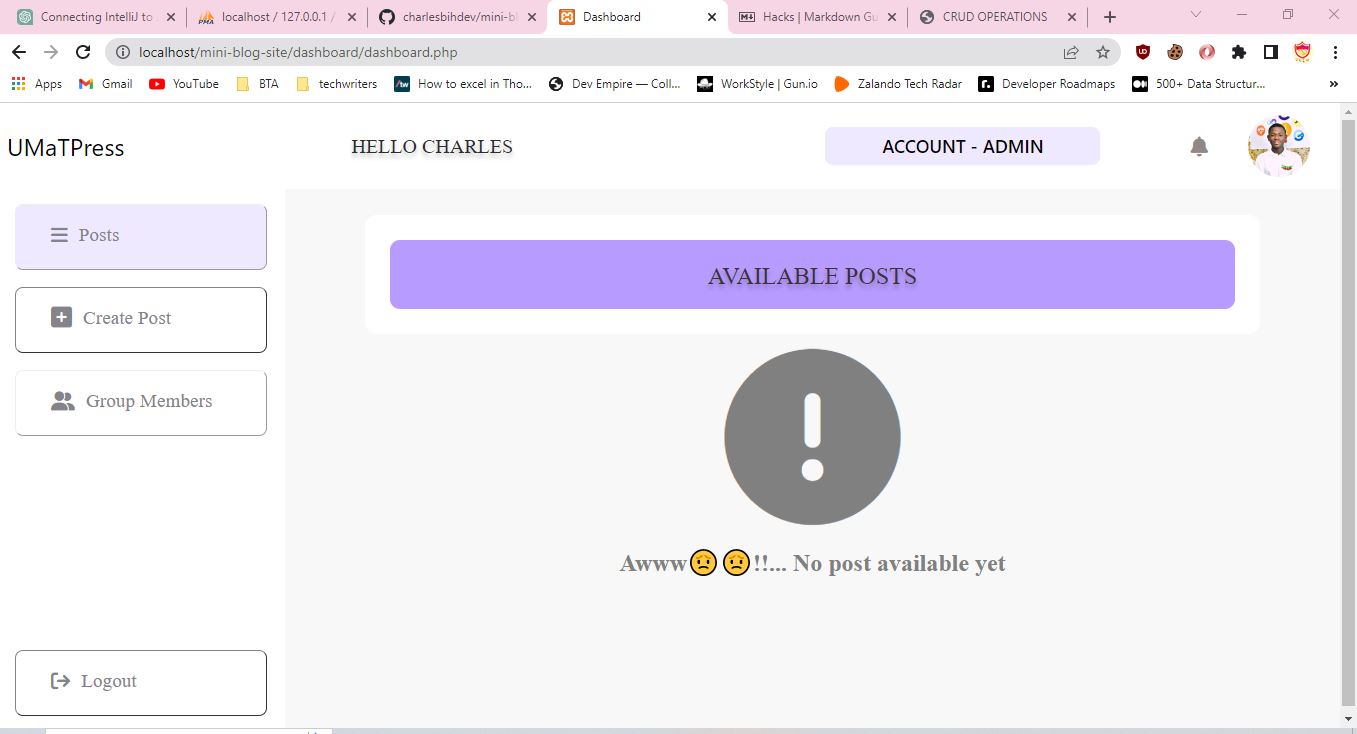 Connecting IntelliJ to
localhost / 127.0.0.1 /
charlesbihdev/mini-bl
Dashboard
Hacks | Markdown Gu
CRUD OPERATIONS
localhost/mini-blog-site/dashboard/dashboard.php
Apps
Gmail
YouTube
BTA
techwriters
How to excel in Tho...
Dev Empire — Coll...
WorkStyle | Gun.io
Zalando Tech Radar
Developer Roadmaps
500+ Data Structur...
»
UMaTPress
HELLO CHARLES
ACCOUNT - ADMIN
Posts
Create Post
Group Members
Logout
AVAILABLE POSTS
Awww😟😟!!... No post available yet